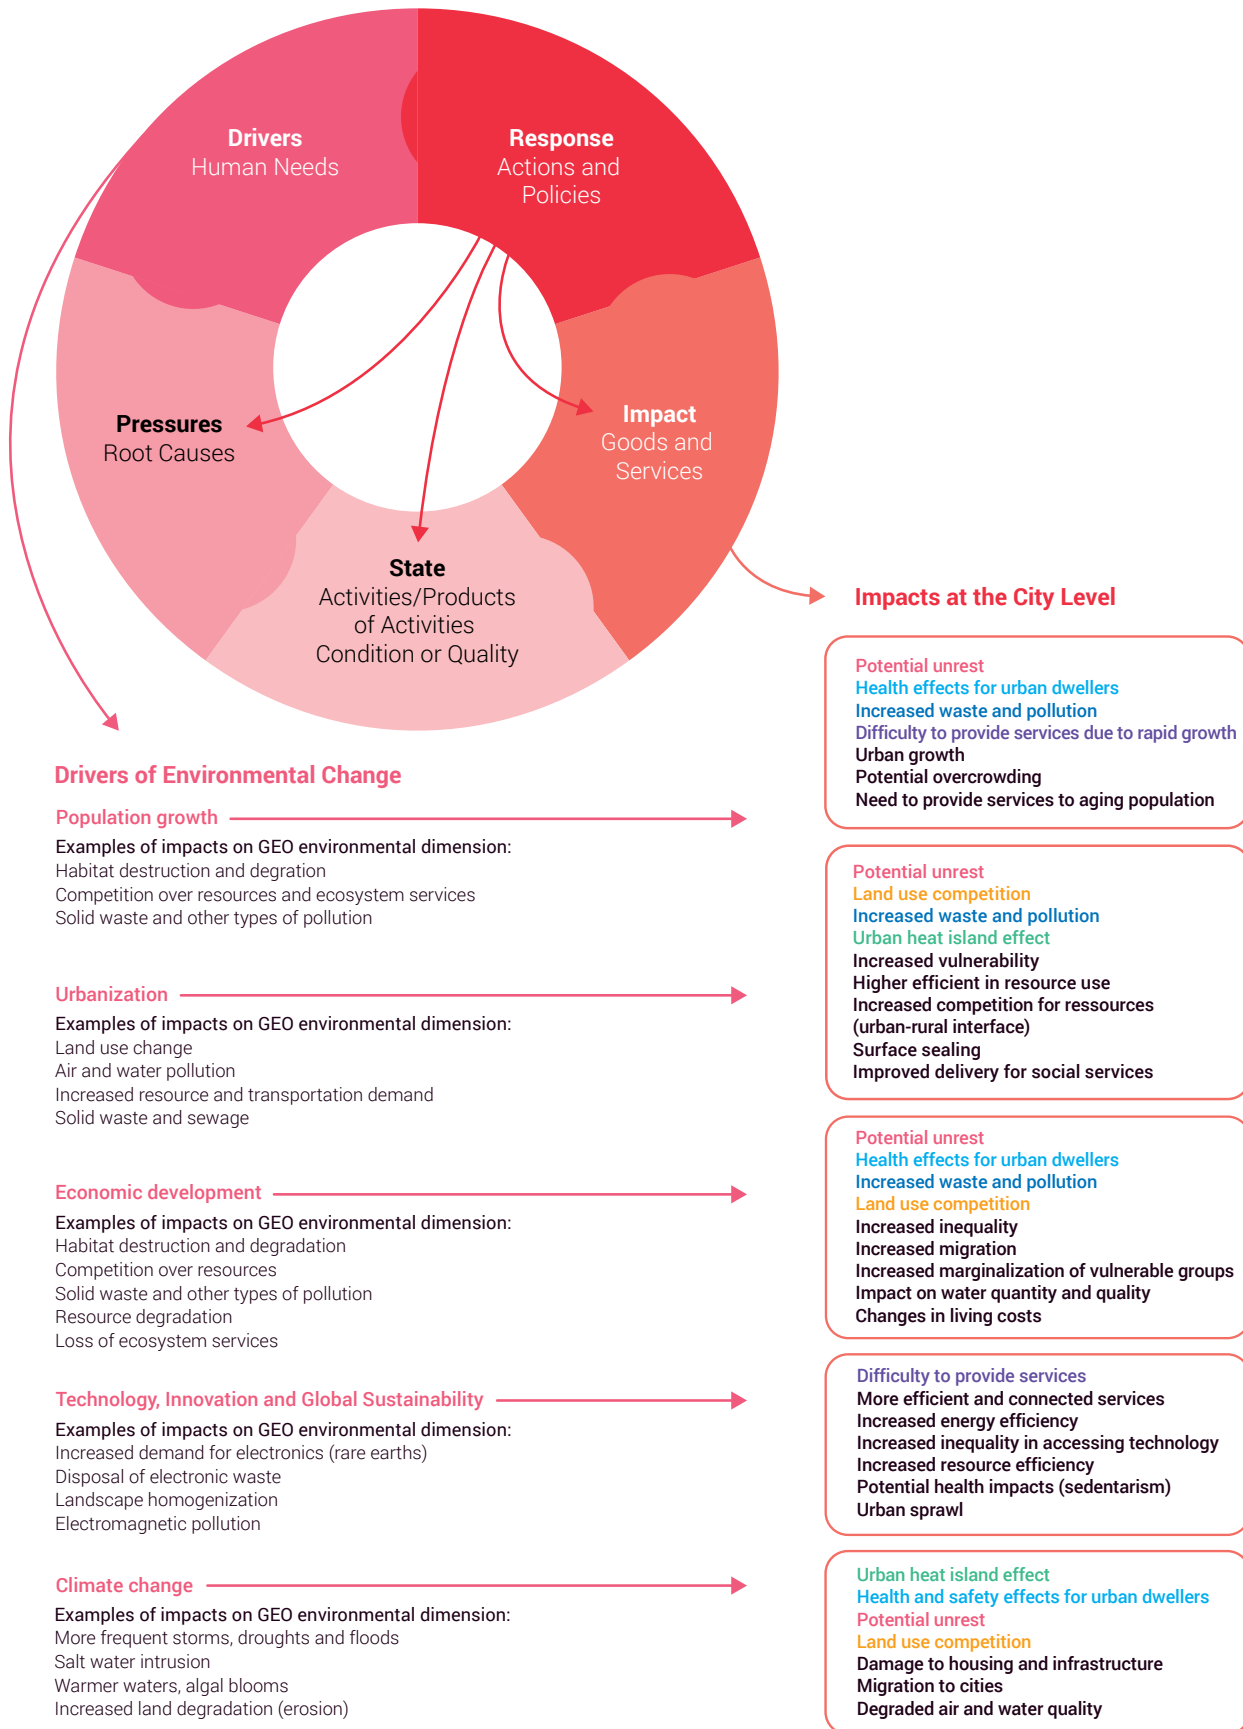 Drivers
Human Needs
Response
Actions and
Policies
Pressures
Root Causes
Impact
Goods and
Services
State
Activities/Products
of Activities
Condition or Quality
Drivers of Environmental Change
Population growth
Examples of impacts on GEO environmental dimension:
Habitat destruction and degration
Competition over resources and ecosystem services
Solid waste and other types of pollution
Urbanization
Examples of impacts on GEO environmental dimension:
Land use change
Air and water pollution
Increased resource and transportation demand
Solid waste and sewage
Economic development
Examples of impacts on GEO environmental dimension:
Habitat destruction and degradation
Competition over resources
Solid waste and other types of pollution
Resource degradation
Loss of ecosystem services
Technology, Innovation and Global Sustainability
Examples of impacts on GEO environmental dimension:
Increased demand for electronics (rare earths)
Disposal of electronic waste
Landscape homogenization
Electromagnetic pollution
Climate change
Examples of impacts on GEO environmental dimension:
More frequent storms, droughts and floods
Salt water intrusion
Warmer waters, algal blooms
Increased land degradation (erosion)
Impacts at the City Level
Potential unrest
Health effects for urban dwellers
Increased waste and pollution
Difficulty to provide services due to rapid growth
Urban growth
Potential overcrowding
Need to provide services to aging population
Potential unrest
Land use competition
Increased waste and pollution
Urban heat island effect
Increased vulnerability
Higher efficient in resource use
Increased competition for ressources
(urban-rural interface)
Surface sealing
Improved delivery for social services
Potential unrest
Health effects for urban dwellers
Increased waste and pollution
Land use competition
Increased inequality
Increased migration
Increased marginalization of vulnerable groups
Impact on water quantity and quality
Changes in living costs
Difficulty to provide services
More efficient and connected services
Increased energy efficiency
Increased inequality in accessing technology
Increased resource efficiency
Potential health impacts (sedentarism)
Urban sprawl
Urban heat island effect
Health and safety effects for urban dwellers
Potential unrest
Land use competition
Damage to housing and infrastructure
Migration to cities
Degraded air and water quality